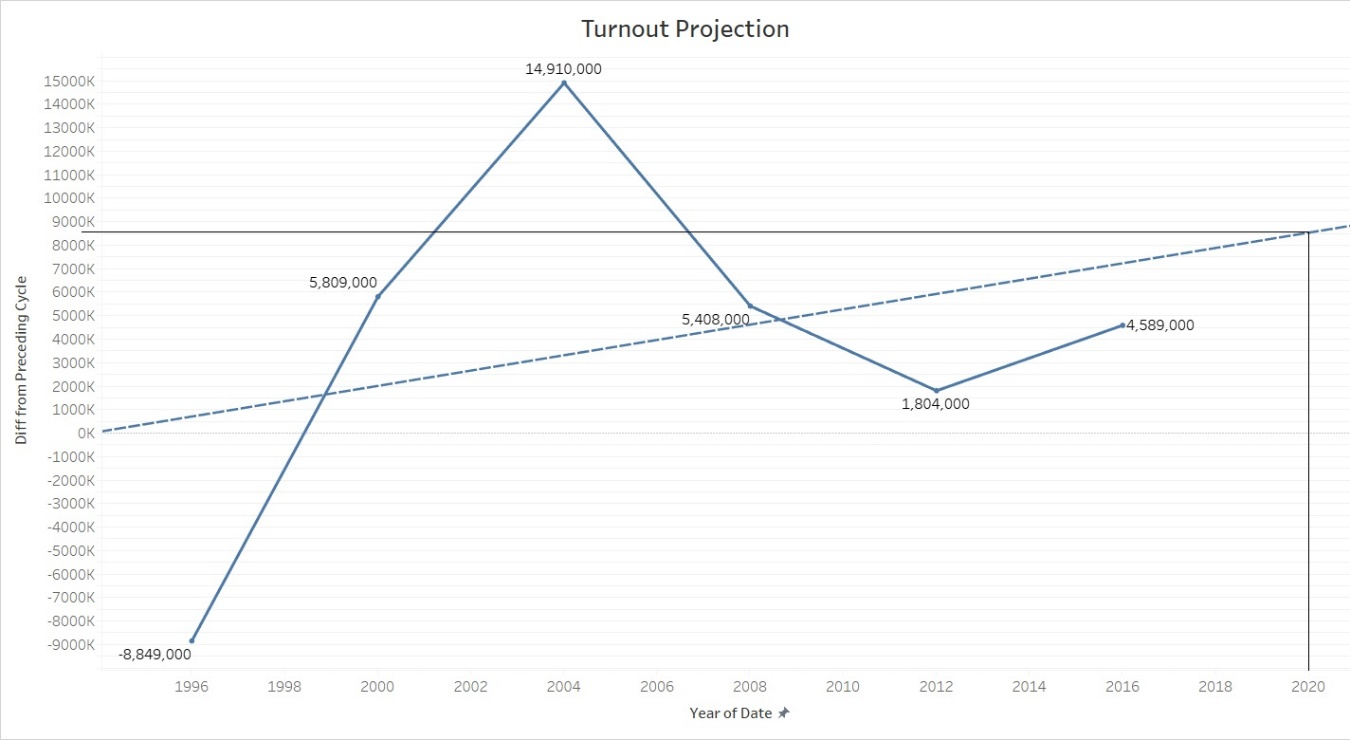 Turnout Projection
15000K
14000K
13000K
12000K
11000K
10000K
9000K
8000K
7000K
6000K
5000K
4000K
3000K
2000K
1000K
0K
-1000K
-2000K
-3000K
-4000K
-5000K
-6000K
-7000K
-8000K
-9000K
Diff from Preceding Cycle
14,910,000
5,809,000
5,408,000
4,589,000
1,804,000
-8,849,000
1996 1998 2000 2002 2004 2006 2008 2010 2012 2014 2016 2018 2020
Year of Date